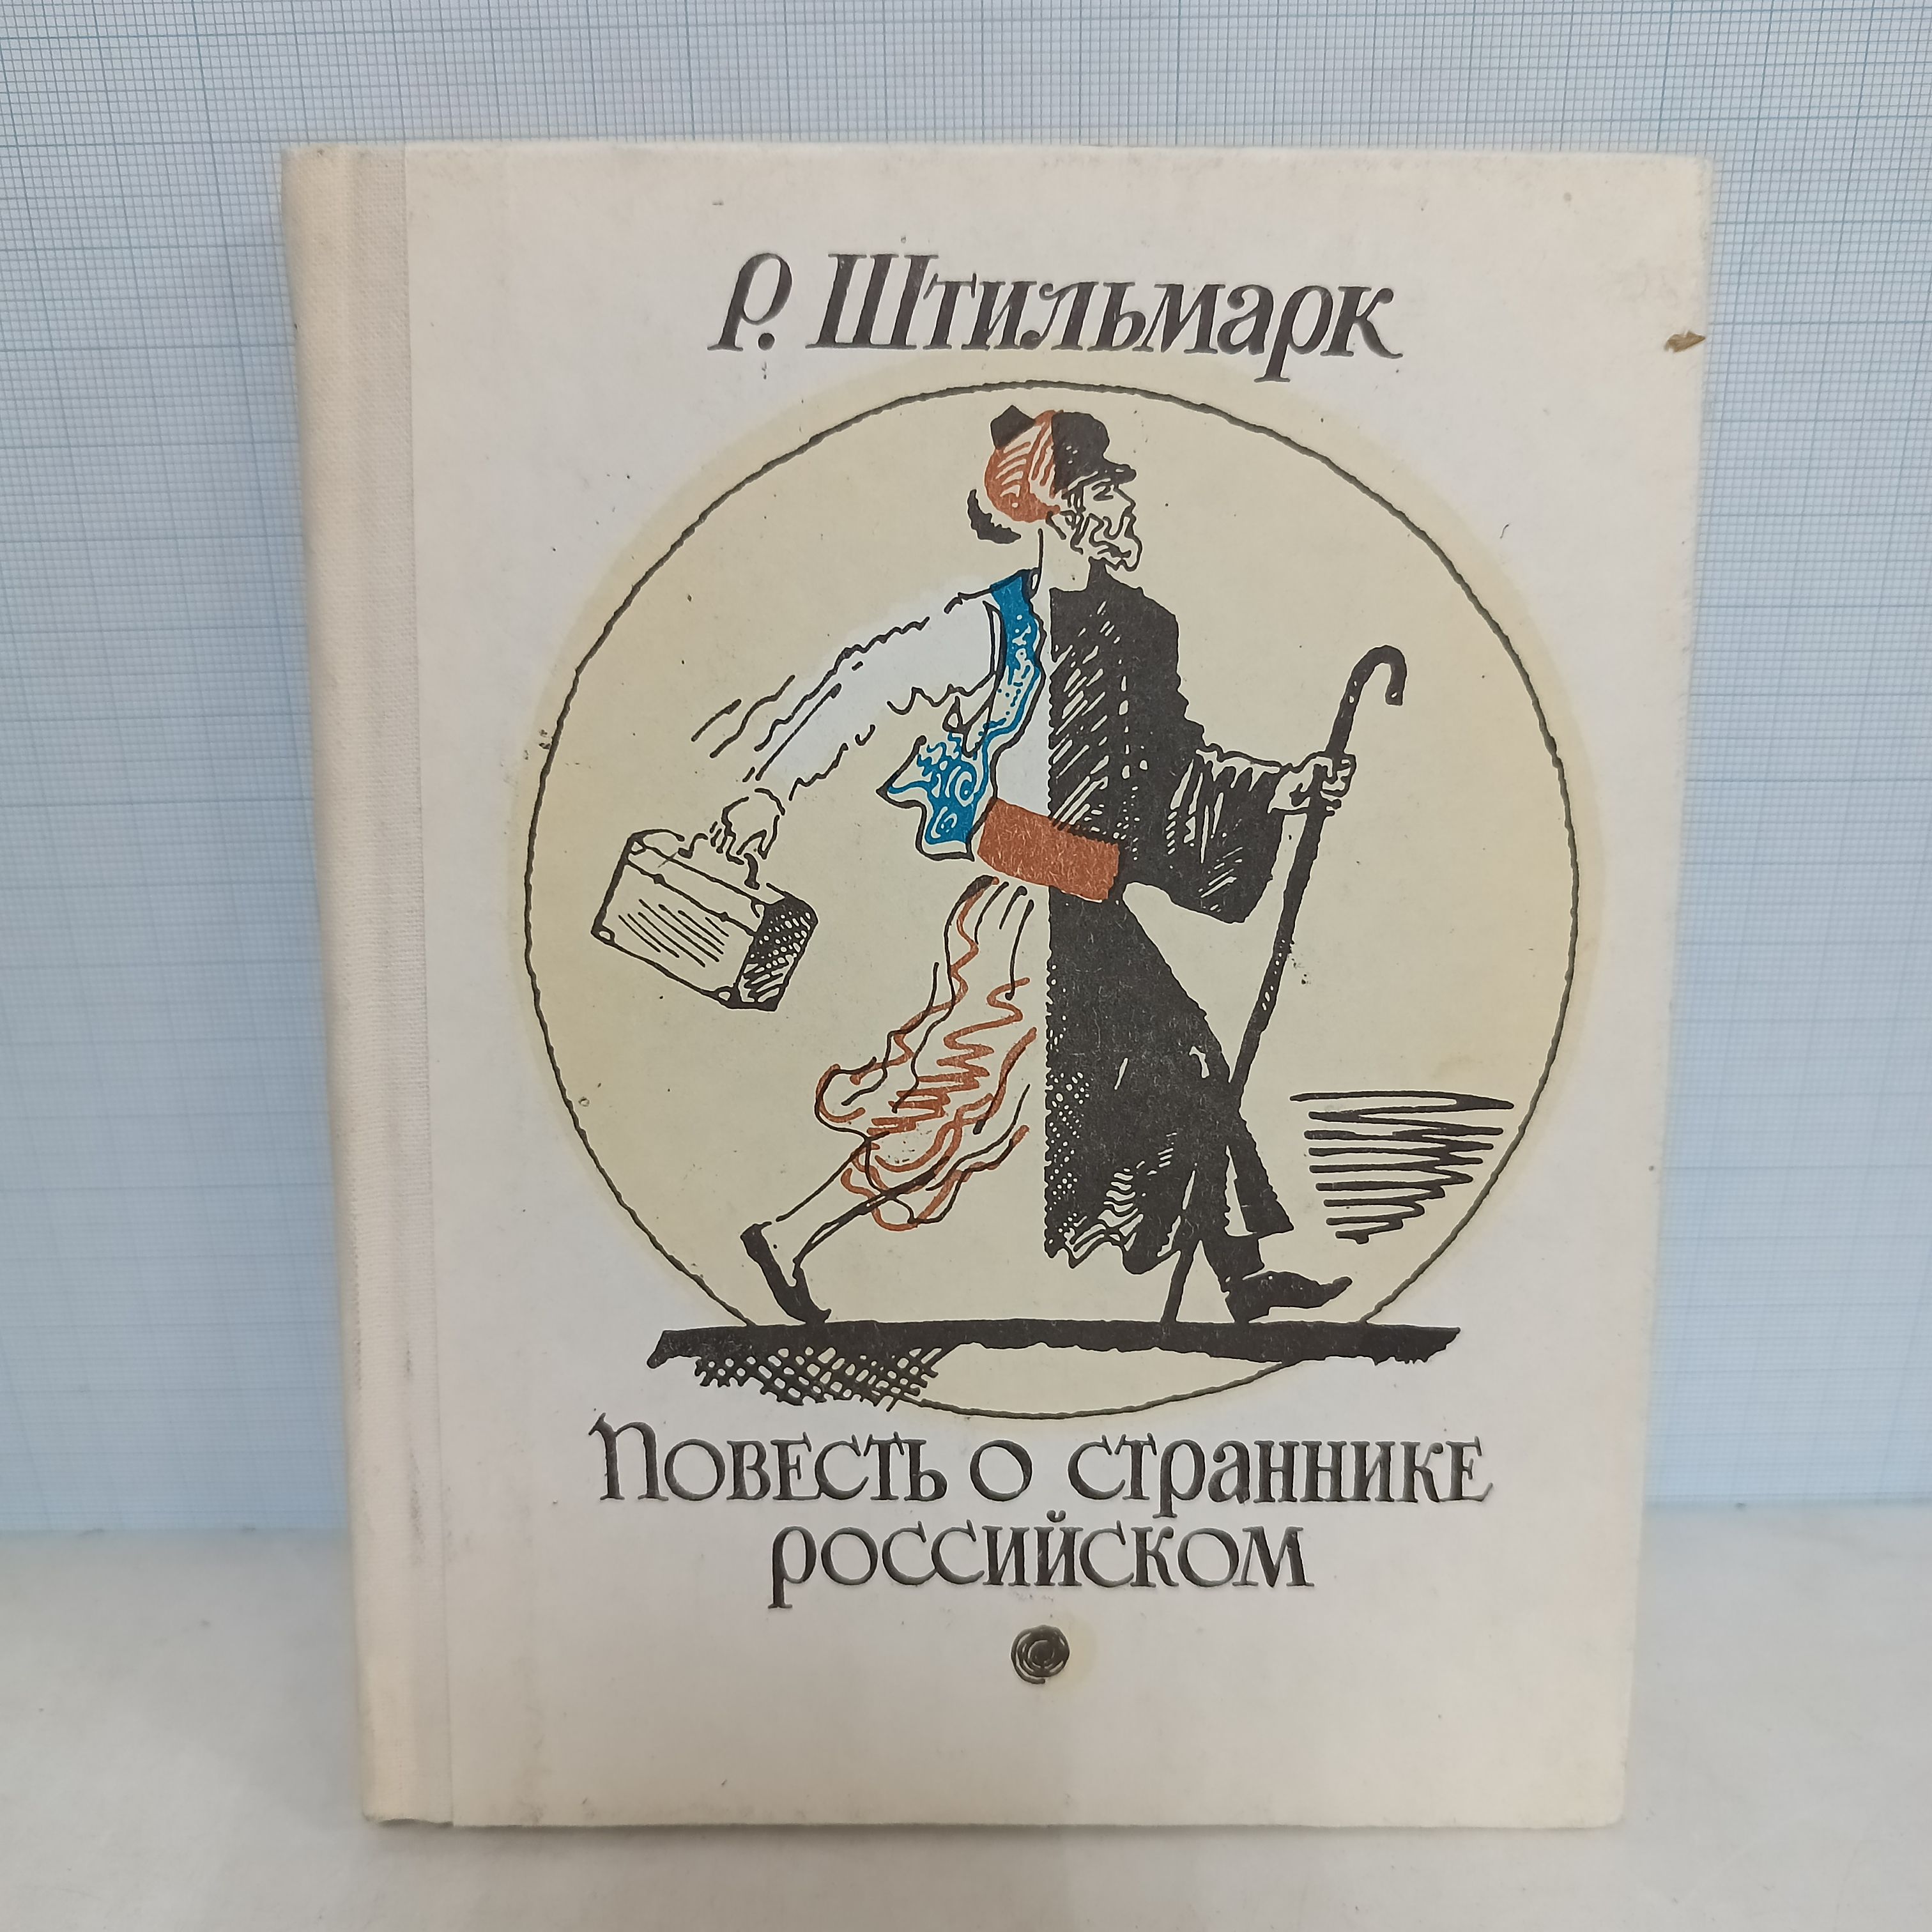 Р. Штильмарк
Повесть о страннике
российском